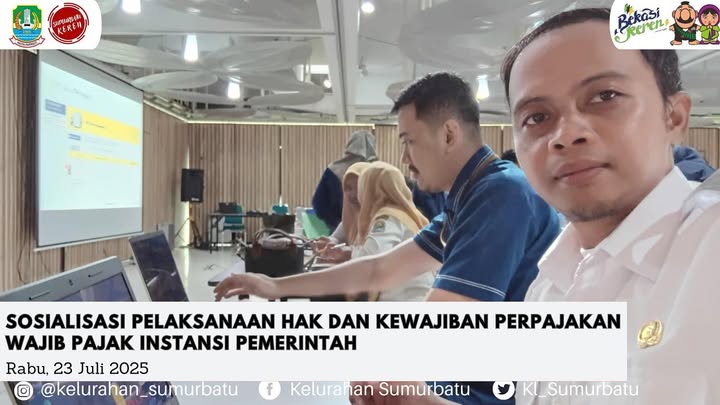 SUMURBATU
KEREN
Bekasi
Keren
SOSIALISASI PELAKSANAAN HAK DAN KEWAJIBAN PERPAJAKAN
WAJIB PAJAK INSTANSI PEMERINTAH
Rabu, 23 Juli 2025
@kelurahan_sumurbatu
Kelurahan Sumurbatu
Kl_Sumurbatu